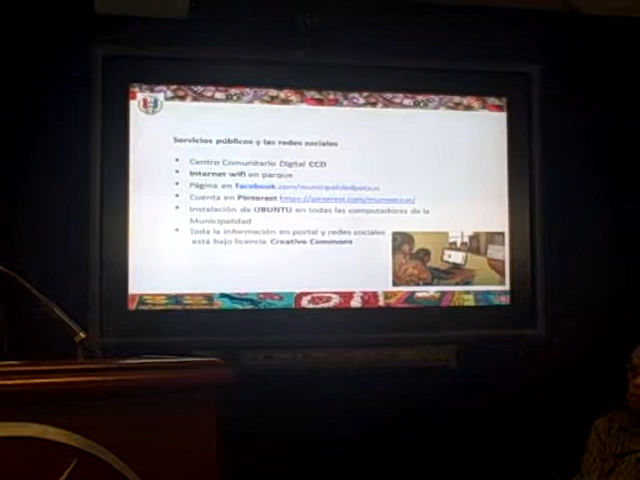 Servicios públicos y las redes sociales
Centro Comunitario Digital CCD
Internet wifi en parque
Página en facebook.com/municipalidadpatzun
Cuenta en Pinterest https://pinterest.com/
Instalación de UBUNTU en todas las computadoras de la
Municipalidad
Toda la información en portal y redes sociales
está bajo licencia Creative Commons